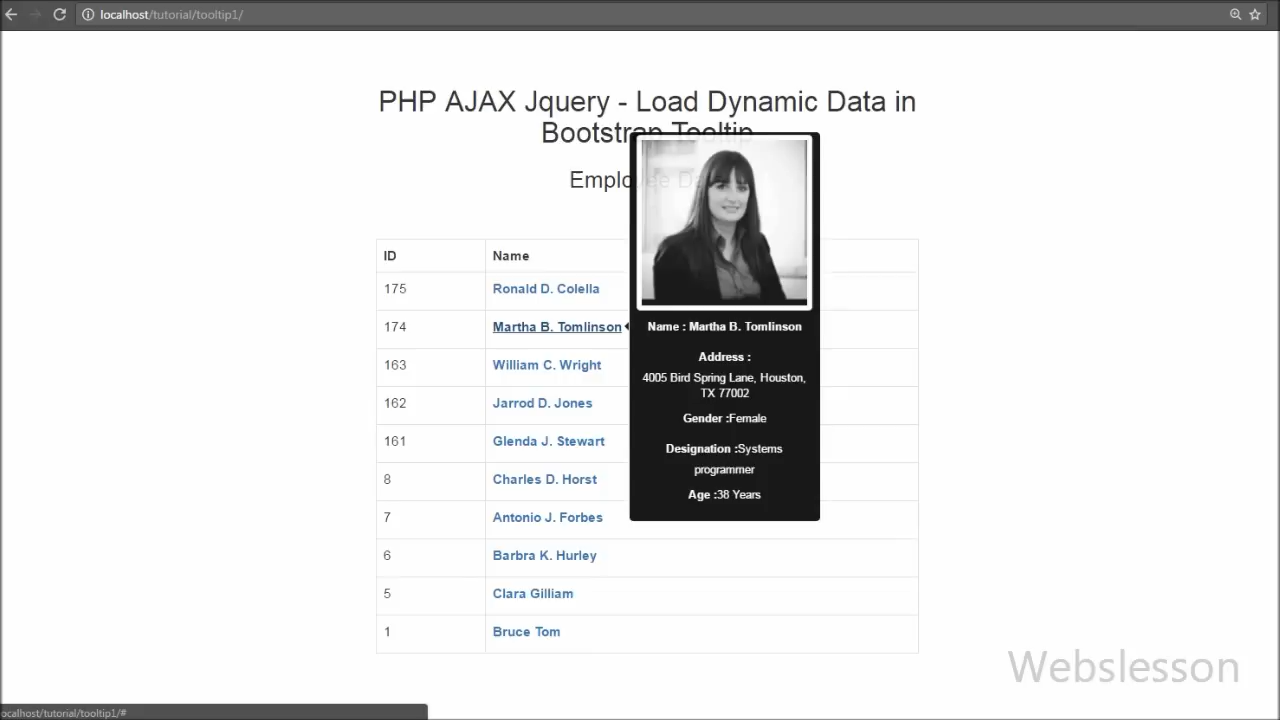 localhost/tutorial/tooltip1/
PHP AJAX Jquery - Load Dynamic Data in
Bootstrap Tooltip
Employee Da
ID Name
175 Ronald D. Colella
174 Martha B. Tomlinson
163 William C. Wright
162 Jarrod D. Jones
161 Glenda J. Stewart
8 Charles D. Horst
7 Antonio J. Forbes
6 Barbra K. Hurley
5 Clara Gilliam
1 Bruce Tom
Name : Martha B. Tomlinson
Address :
4005 Bird Spring Lane, Houston,
TX 77002
Gender :Female
Designation :Systems
programmer
Age :38 Years
Webslesson
ocalhost/tutorial/tooltip1/#